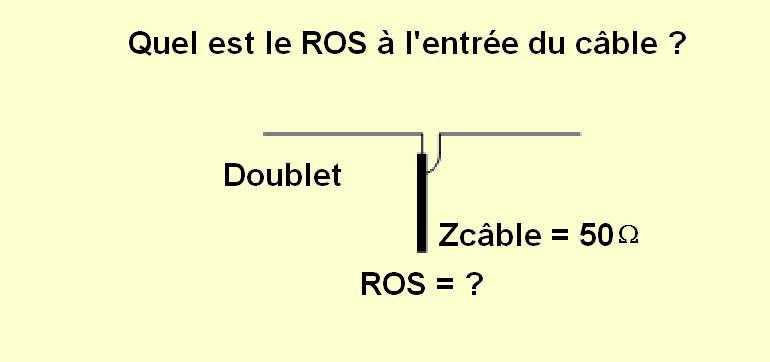 Quel est le ROS à l'entrée du câble ?
Doublet
Zcâble = 50Ω
ROS = ?